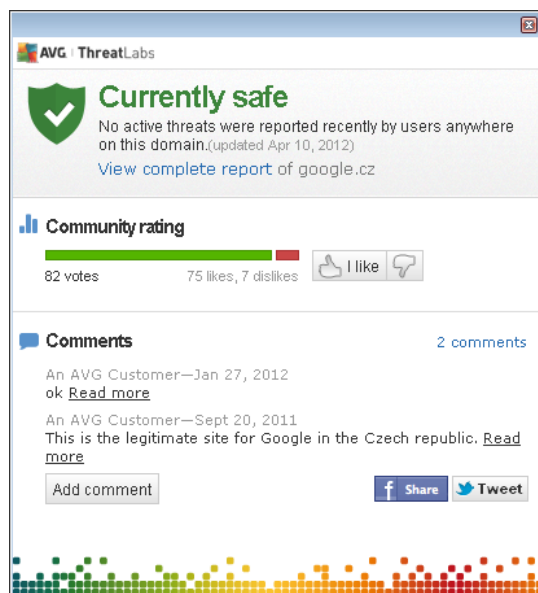 AVG ThreatLabs
Currently safe
No active threats were reported recently by users anywhere
on this domain.(updated Apr 10, 2012)
View complete report of google.cz
Community rating
82 votes 75 likes, 7 dislikes I like
Comments 2 comments
An AVG Customer—Jan 27, 2012
ok Read more
An AVG Customer—Sept 20, 2011
This is the legitimate site for Google in the Czech republic. Read
more
Add comment f Share Tweet